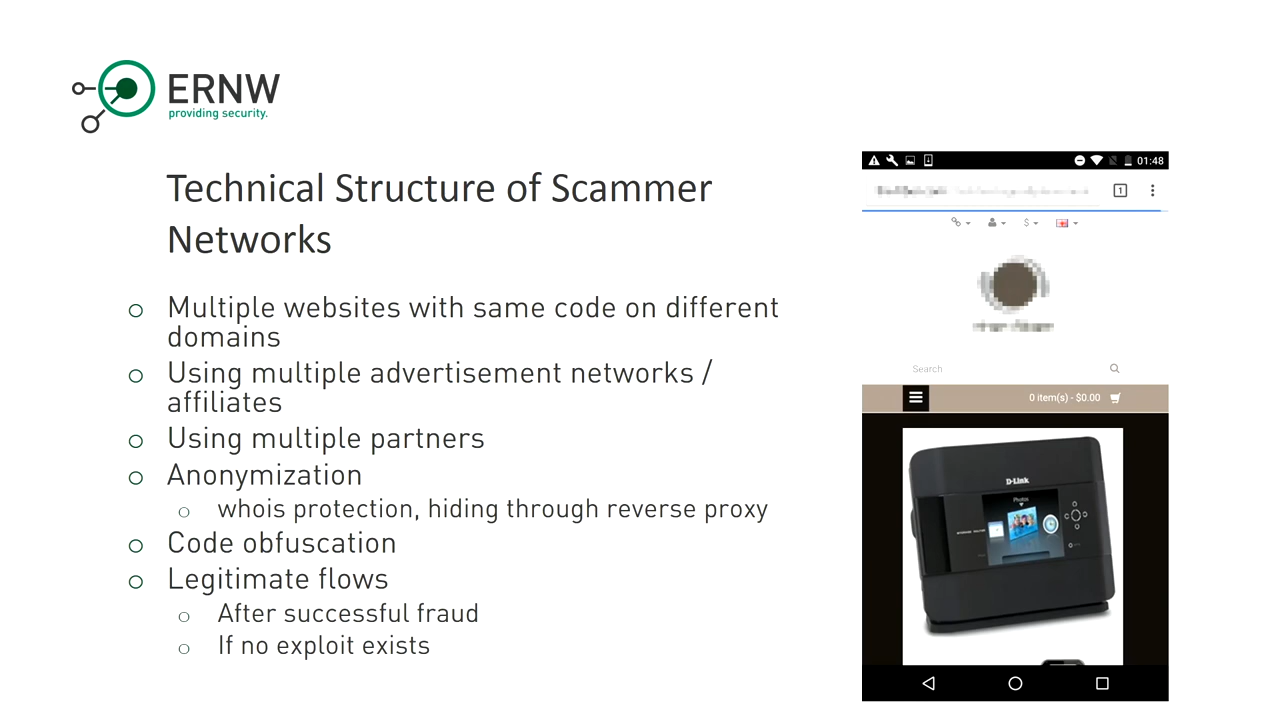 ERNW
providing security.
Technical Structure of Scammer
Networks
o Multiple websites with same code on different
domains
o Using multiple advertisement networks /
affiliates
o Using multiple partners
o Anonymization
o whois protection, hiding through reverse proxy
o Code obfuscation
o Legitimate flows
o After successful fraud
o If no exploit exists
01:48
1
$
Search
0 item(s) - $0.00
D-Link
Photos